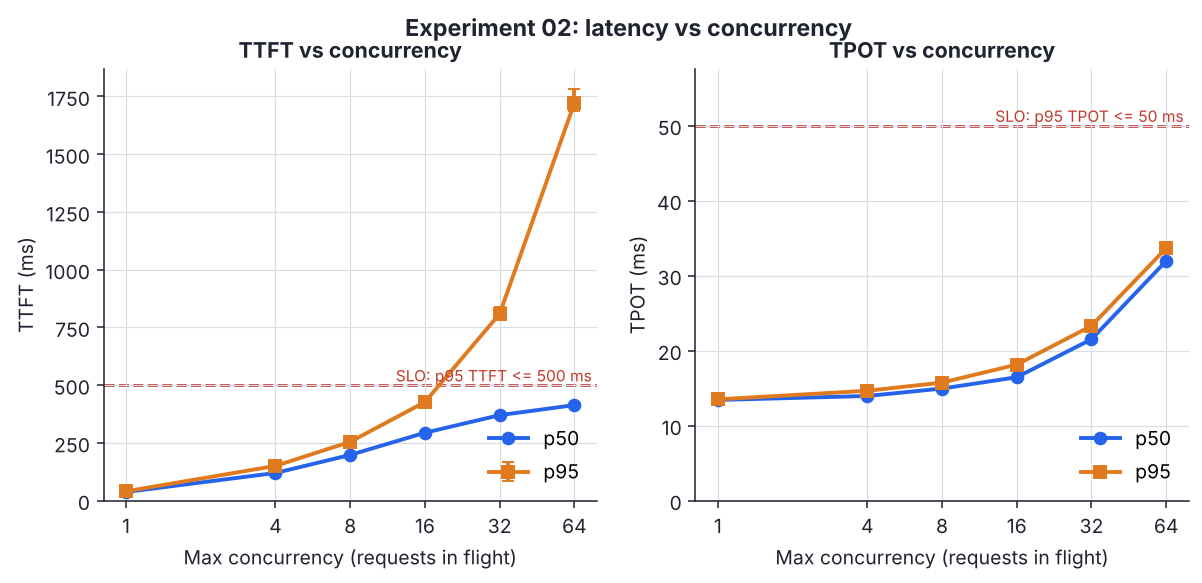 Experiment 02: latency vs concurrency
TTFT vs concurrency
TTFT (ms)
1750
1500
1250
1000
750
500
250
0
SLO: p95 TTFT <= 500 ms
p50
p95
1 4 8 16 32 64
Max concurrency (requests in flight)
TPOT vs concurrency
TPOT (ms)
50
40
30
20
10
0
SLO: p95 TPOT <= 50 ms
p50
p95
1 4 8 16 32 64
Max concurrency (requests in flight)